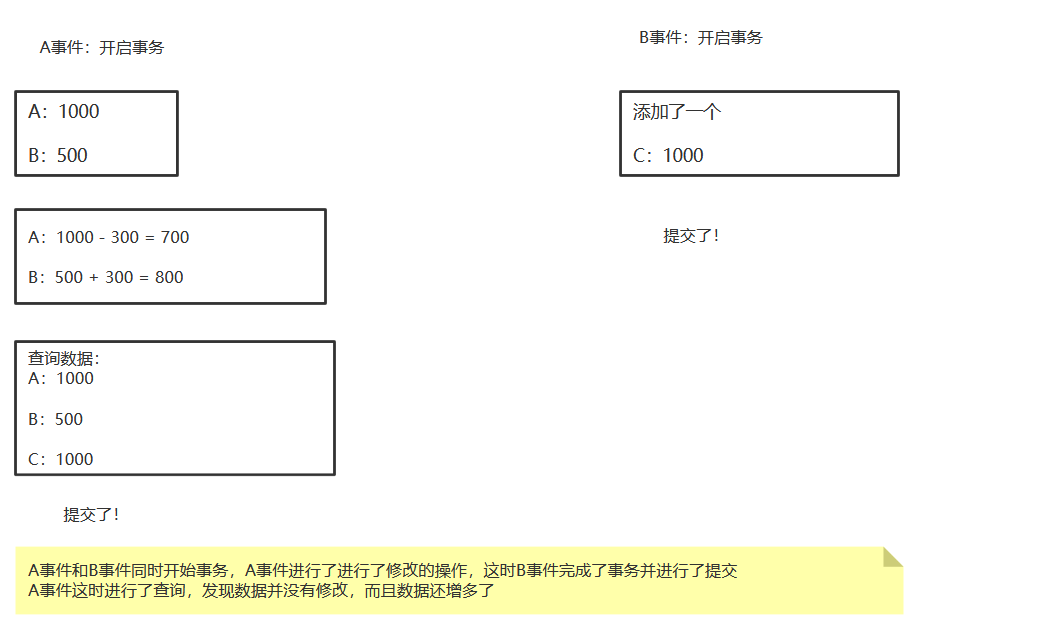 A事件：开启事务
A：1000
B：500
A：1000 - 300 = 700
B：500 + 300 = 800
查询数据：
A：1000
B：500
C：1000
提交了！
B事件：开启事务
添加了一个
C：1000
提交了！
A事件和B事件同时开始事务，A事件进行了进行了修改的操作，这时B事件完成了事务并进行了提交
A事件这时进行了查询，发现数据并没有修改，而且数据还增多了